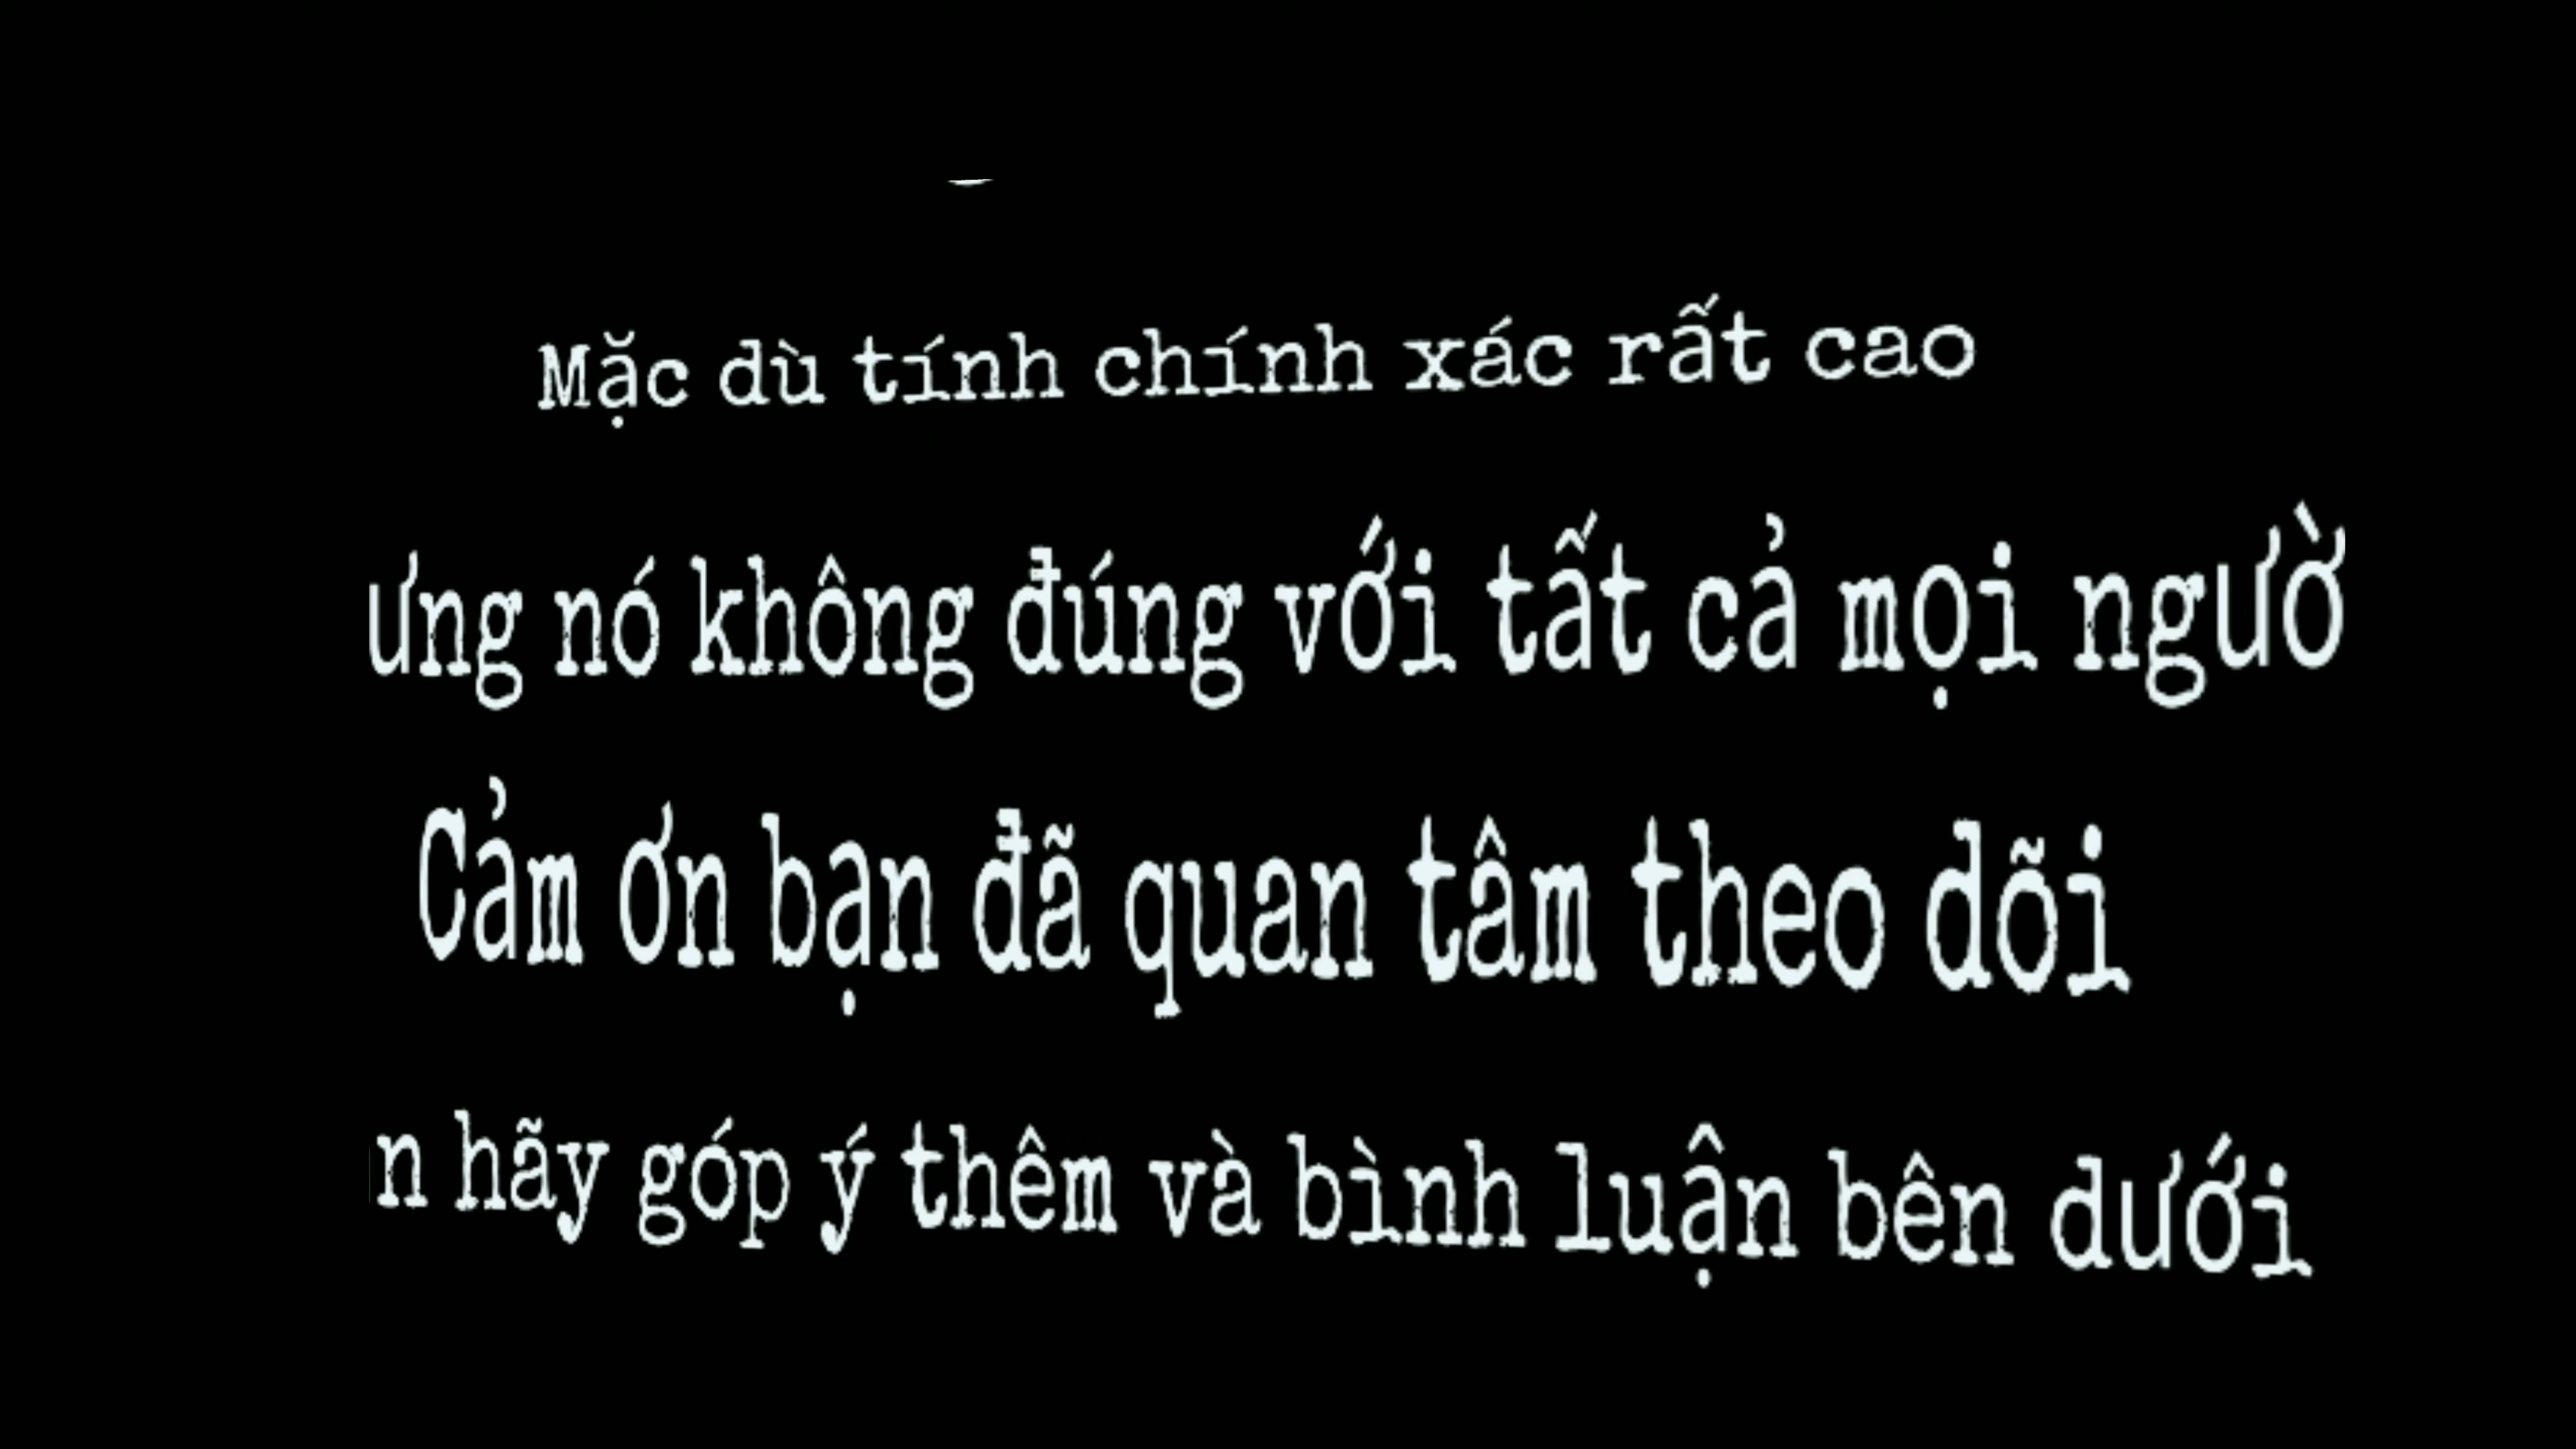 Mặc dù tính chính xác rất cao
ưng nó không đúng với tất cả mọi ngườ
Cảm ơn bạn đã quan tâm theo dõi
n hãy góp ý thêm và bình luận bên dưới